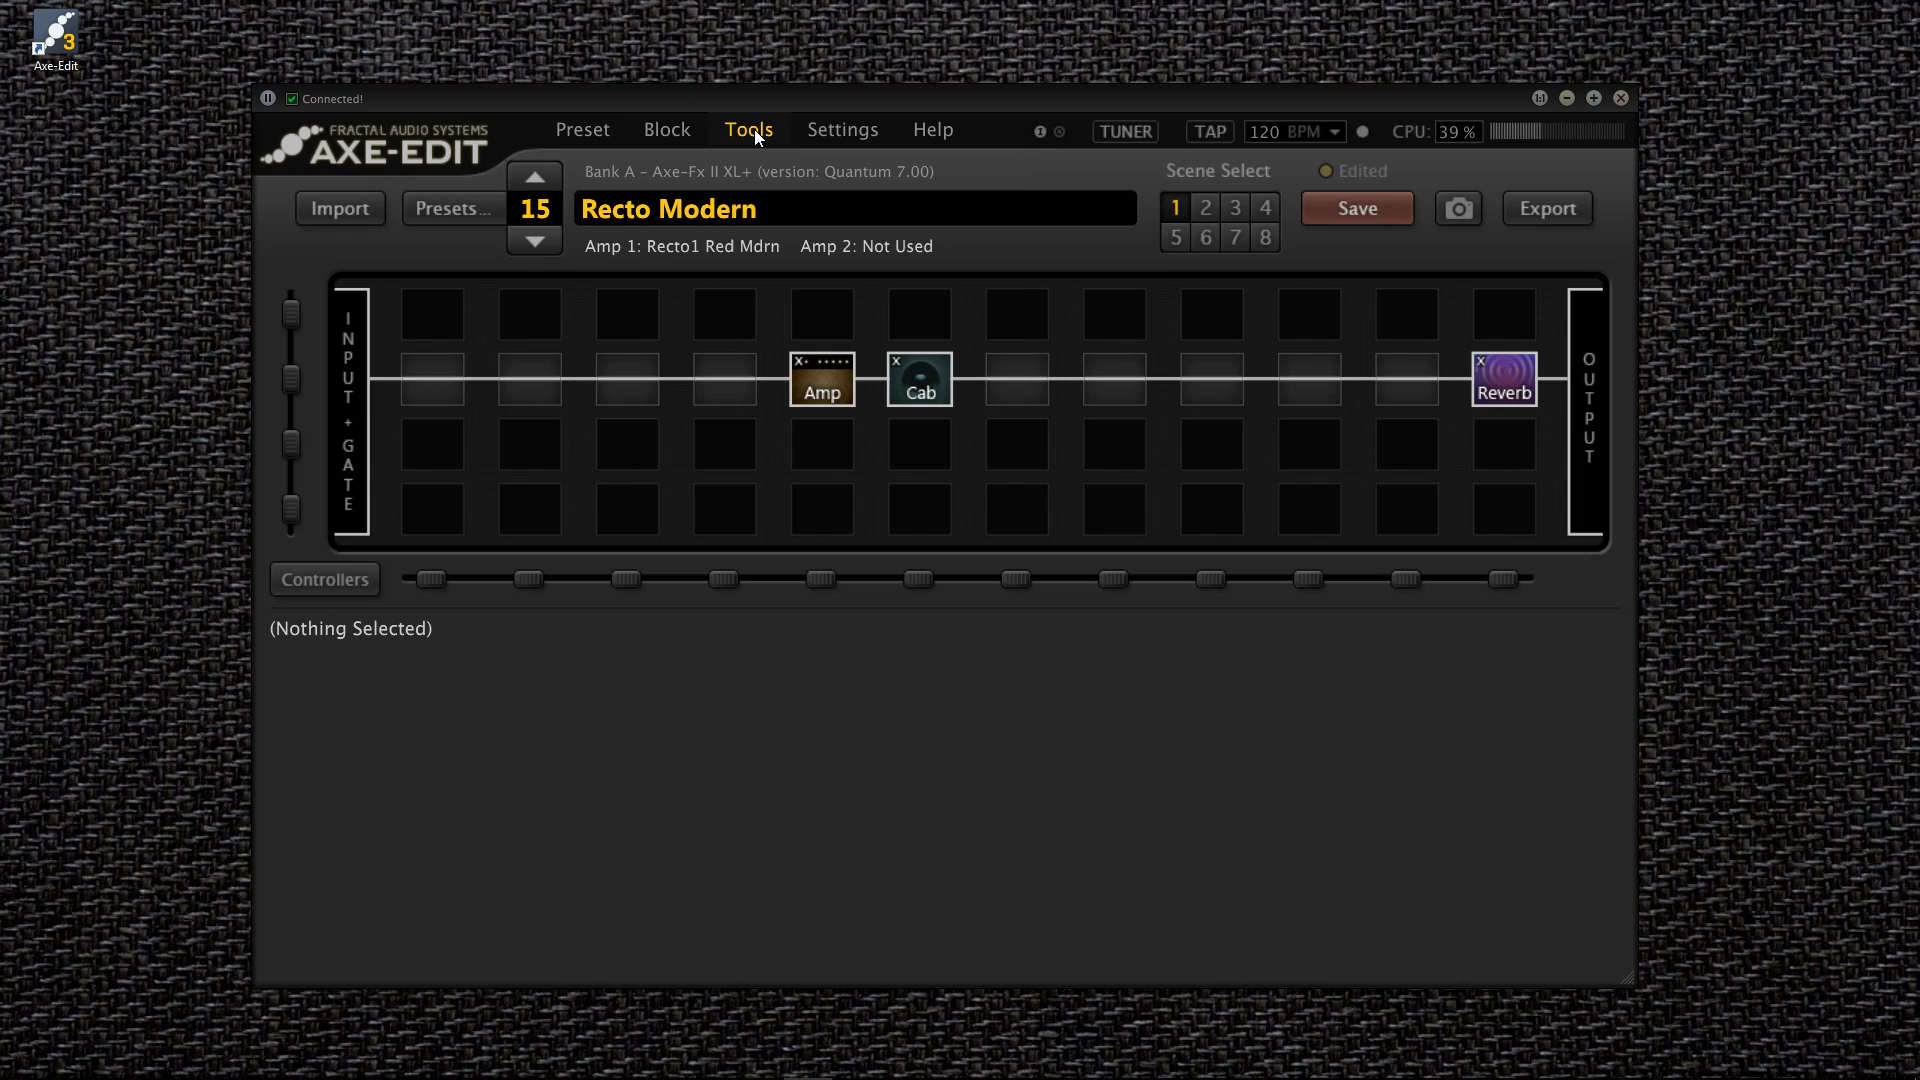 3
Axe-Edit
Connected!
FRACTAL AUDIO SYSTEMS
AXE-EDIT
Preset
Block
Tools
Settings
Help
TUNER
TAP
120 BPM
CPU: 39 %
Bank A - Axe-Fx II XL+ (version: Quantum 7.00)
Scene Select
Edited
Import
Presets...
15
Recto Modern
1 2 3 4
5 6 7 8
Save
Export
Amp 1: Recto1 Red Mdrn Amp 2: Not Used
INPUT + GATE
X
Amp
X
Cab
X
Reverb
OUTPUT
Controllers
(Nothing Selected)